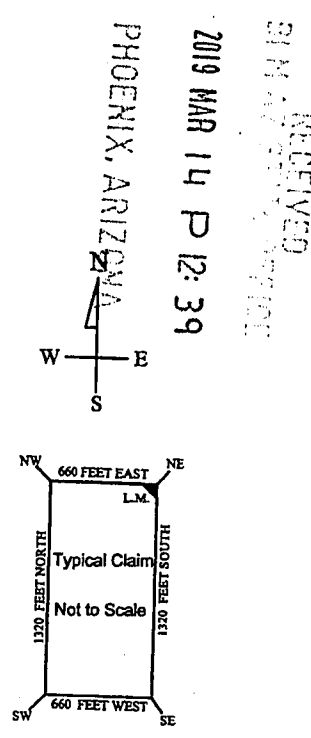 RECEIVED
2019 MAR 14 P 12:39
PHOENIX, ARIZONA
N
W E
S
NW NE
660 FEET EAST
L.M.
1320 FEET NORTH
Typical Claim
Not to Scale
1320 FEET SOUTH
660 FEET WEST
SW SE